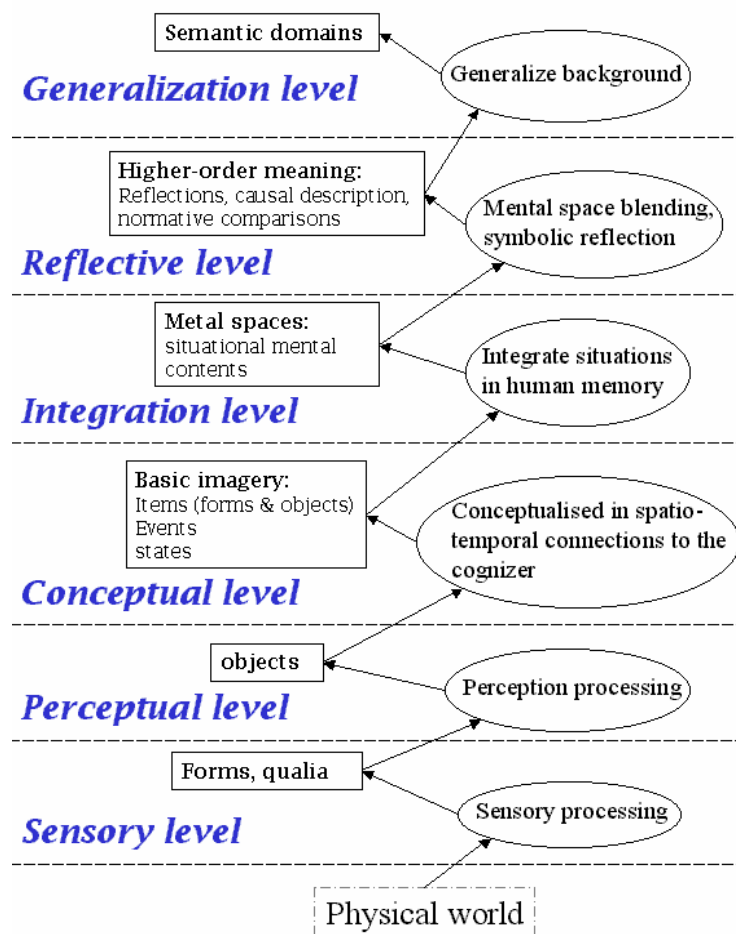 Semantic domains
Generalize background
Generalization level
Higher-order meaning:
Reflections, causal description,
normative comparisons
Mental space blending,
symbolic reflection
Reflective level
Metal spaces:
situational mental
contents
Integrate situations
in human memory
Integration level
Basic imagery:
Items (forms & objects)
Events
states
Conceptualised in spatio-
temporal connections to the
cognizer
Conceptual level
objects
Perception processing
Perceptual level
Forms, qualia
Sensory processing
Sensory level
Physical world